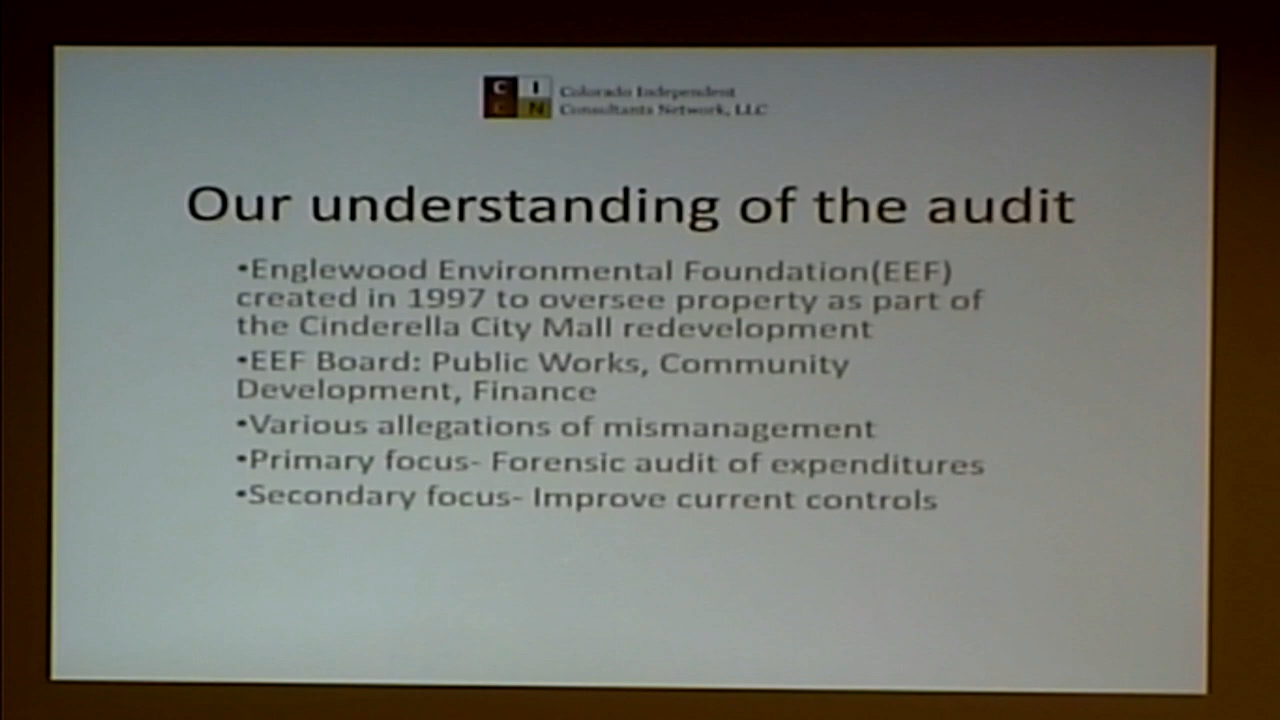 C I
C N
Colorado Independent
Consultants Network, LLC
Our understanding of the audit
•Englewood Environmental Foundation(EEF)
created in 1997 to oversee property as part of
the Cinderella City Mall redevelopment
•EEF Board: Public Works, Community
Development, Finance
•Various allegations of mismanagement
•Primary focus- Forensic audit of expenditures
•Secondary focus- Improve current controls